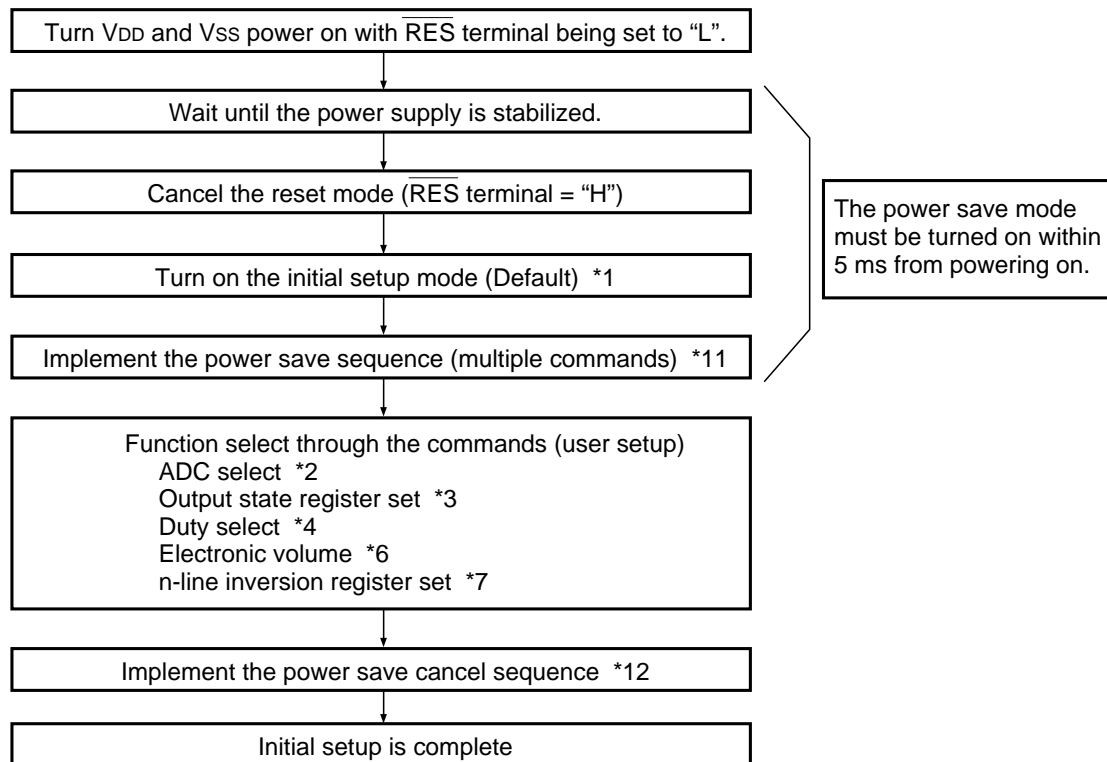 Turn VDD and VSS power on with RES terminal being set to “L”.
Wait until the power supply is stabilized.
Cancel the reset mode (RES terminal = “H”)
Turn on the initial setup mode (Default) *1
Implement the power save sequence (multiple commands) *11
The power save mode
must be turned on within
5 ms from powering on.
Function select through the commands (user setup)
ADC select *2
Output state register set *3
Duty select *4
Electronic volume *6
n-line inversion register set *7
Implement the power save cancel sequence *12
Initial setup is complete